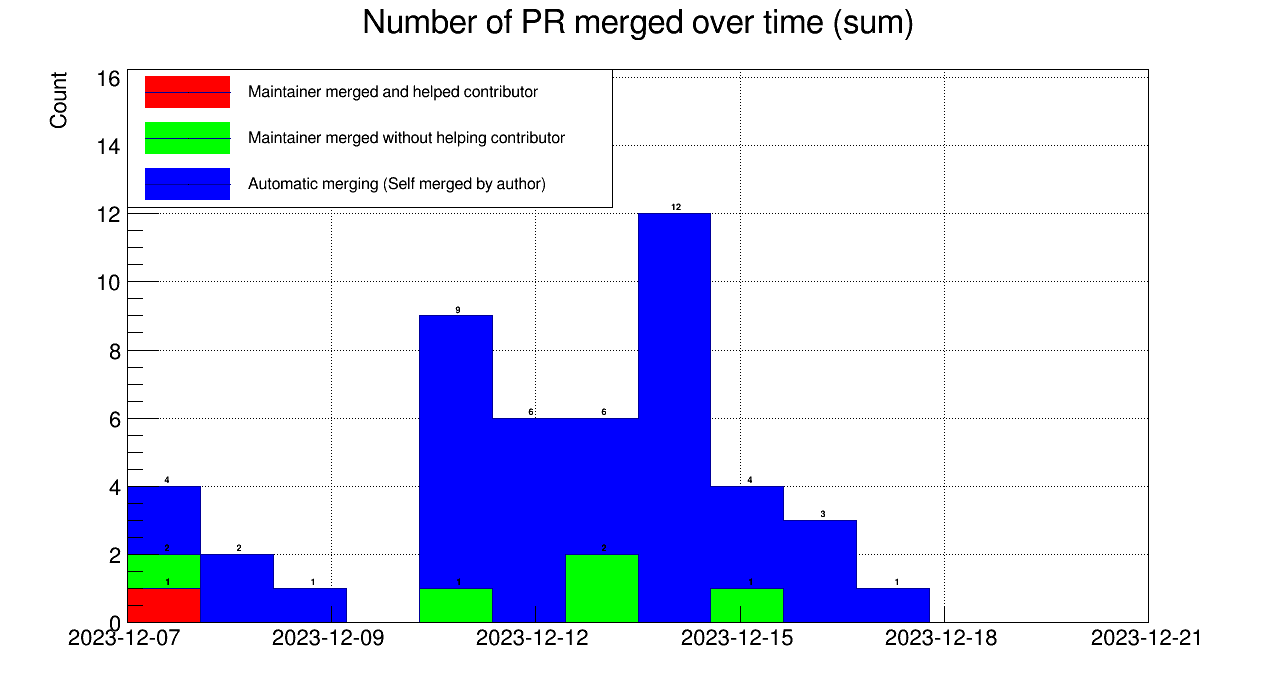 Number of PR merged over time (sum)
Count
16
14
12
10
8
6
4
2
0
Maintainer merged and helped contributor
Maintainer merged without helping contributor
Automatic merging (Self merged by author)
12
9
6 6
4 4
3
2 2 2
1 1 1 1 1
2023-12-07 2023-12-09 2023-12-12 2023-12-15 2023-12-18 2023-12-21